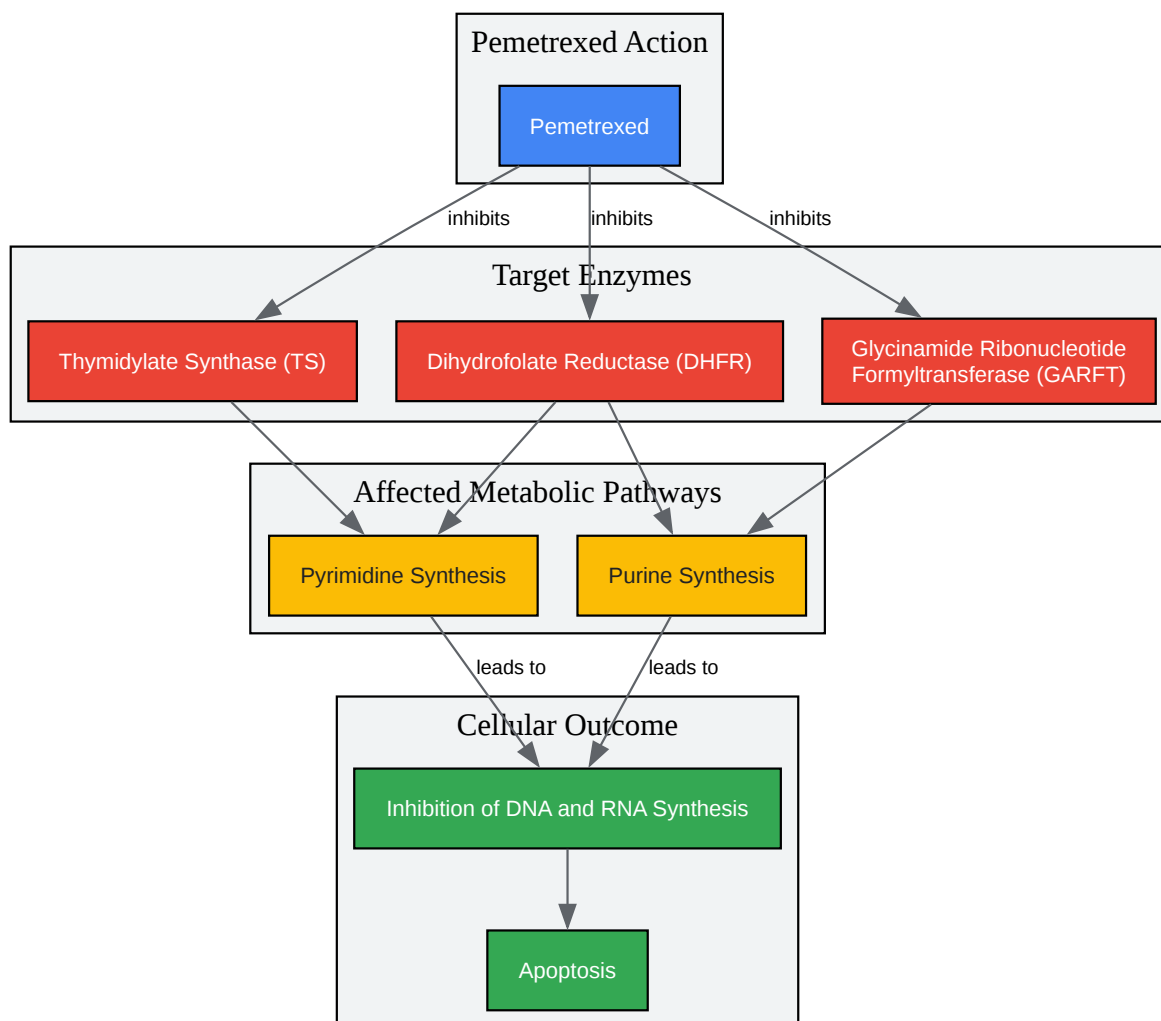 Pemetrexed Action
Pemetrexed
inhibits
inhibits
inhibits
Target Enzymes
Thymidylate Synthase (TS)
Dihydrofolate Reductase (DHFR)
Glycinamide Ribonucleotide
Formyltransferase (GARFT)
Affected Metabolic Pathways
Pyrimidine Synthesis
Purine Synthesis
leads to
leads to
Cellular Outcome
Inhibition of DNA and RNA Synthesis
Apoptosis